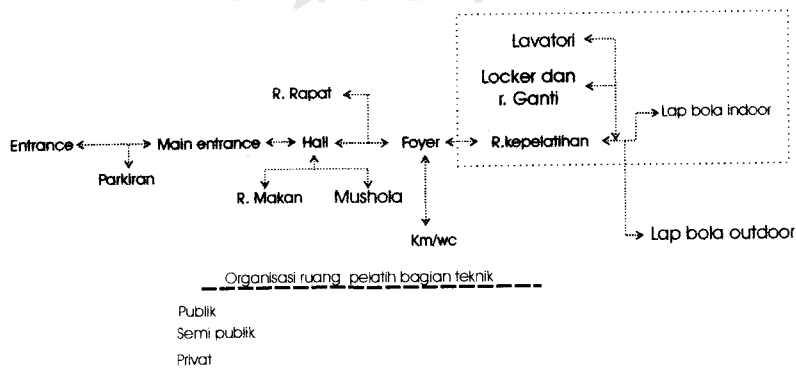 Lavatori
Locker dan
r. Ganti
R. Rapat
Lap bola indoor
Entrance
Main entrance
Hall
Foyer
R.kepelatihan
Parkiran
R. Makan
Mushola
Lap bola outdoor
Km/wc
Organisasi ruang pelatih bagian teknik
Publik
Semi publik
Privat